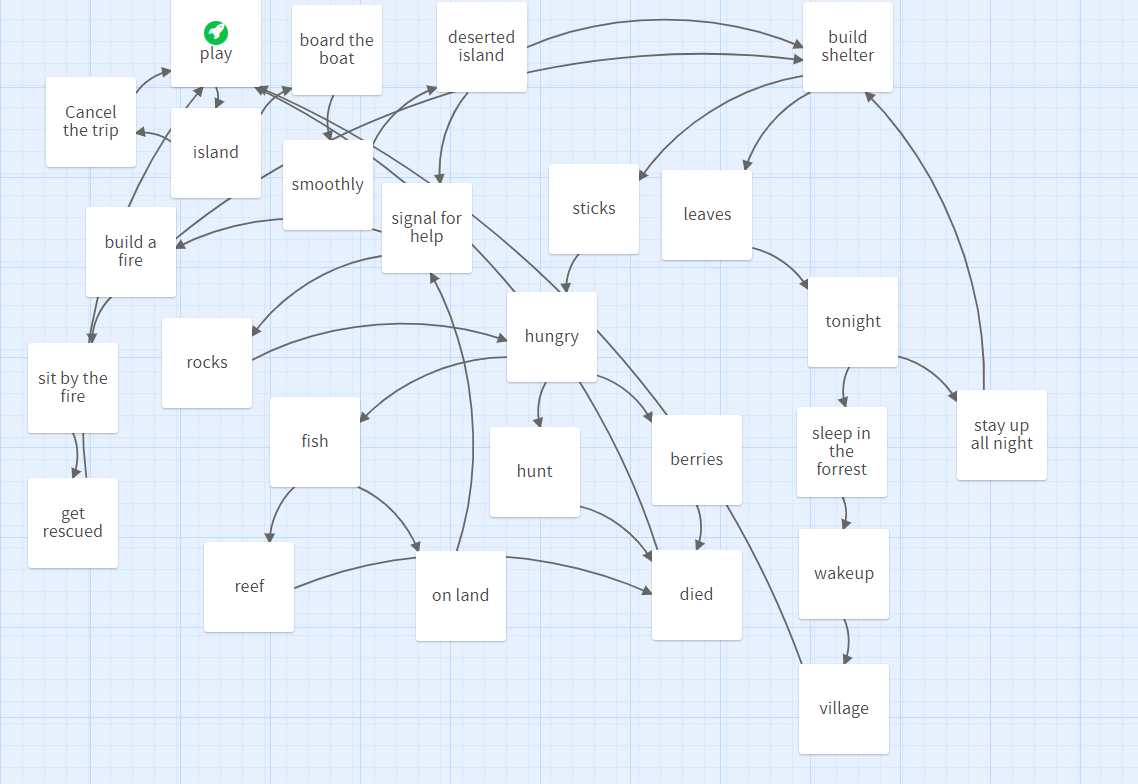 play
board the
boat
deserted
island
build
shelter
Cancel
the trip
island
smoothly
signal for
help
sticks
leaves
build a
fire
tonight
hungry
rocks
sit by the
fire
fish
hunt
berries
sleep in
the
forrest
stay up
all night
get
rescued
reef
on land
died
wakeup
village